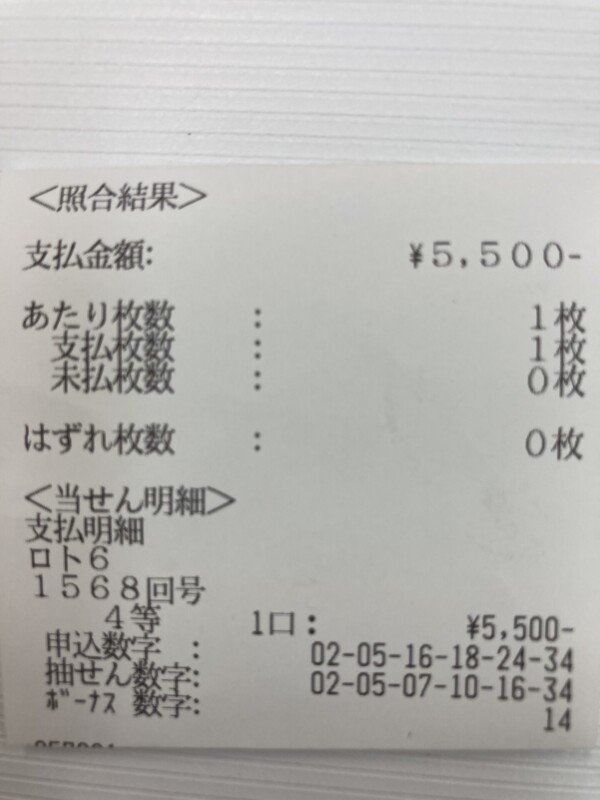 <照合結果>
支払金額: ¥5,500-
あたり枚数 : 1枚
支払枚数 : 1枚
未払枚数 : 0枚
はずれ枚数 : 0枚
<当せん明細>
支払明細
ロト6
1568回号
4等 1口: ¥5,500-
申込数字 : 02-05-16-18-24-34
抽せん数字: 02-05-07-10-16-34
ボーナス 数字: 14